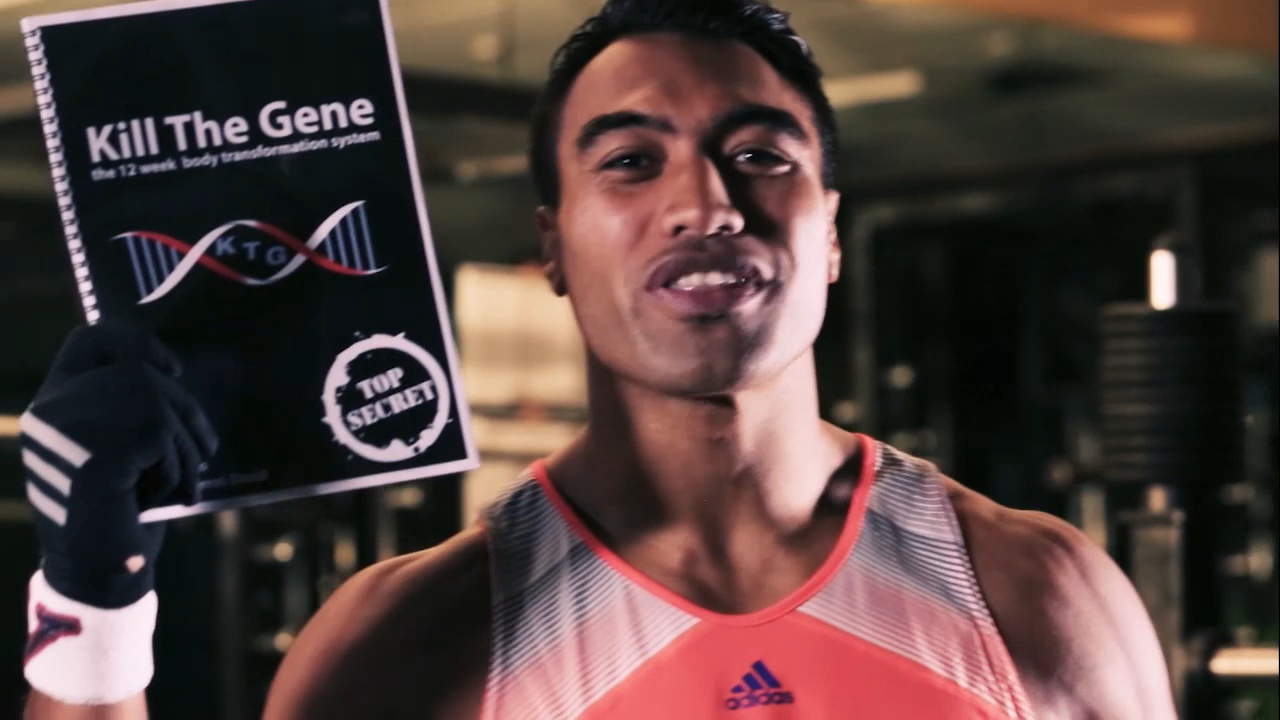 Kill The Gene
the 12 week body transformation system
KTG
TOP
SECRET
adidas